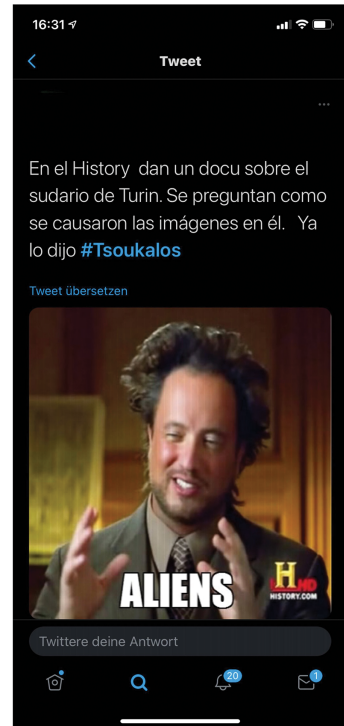 16:31
Tweet
En el History dan un docu sobre el
sudario de Turin. Se preguntan como
se causaron las imágenes en él. Ya
lo dijo #Tsoukalos
Tweet übersetzen
ALIENS
H HD
HISTORY.COM
Twittere deine Antwort
20
1